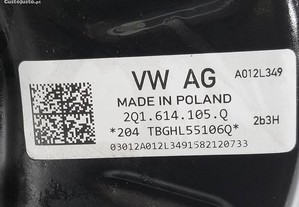 CustoJusto.pt
VW AG A012L349
MADE IN POLAND
2Q1.614.105.Q
*204 TBGHL55106Q* 2b3H
03012A012L3491582120733